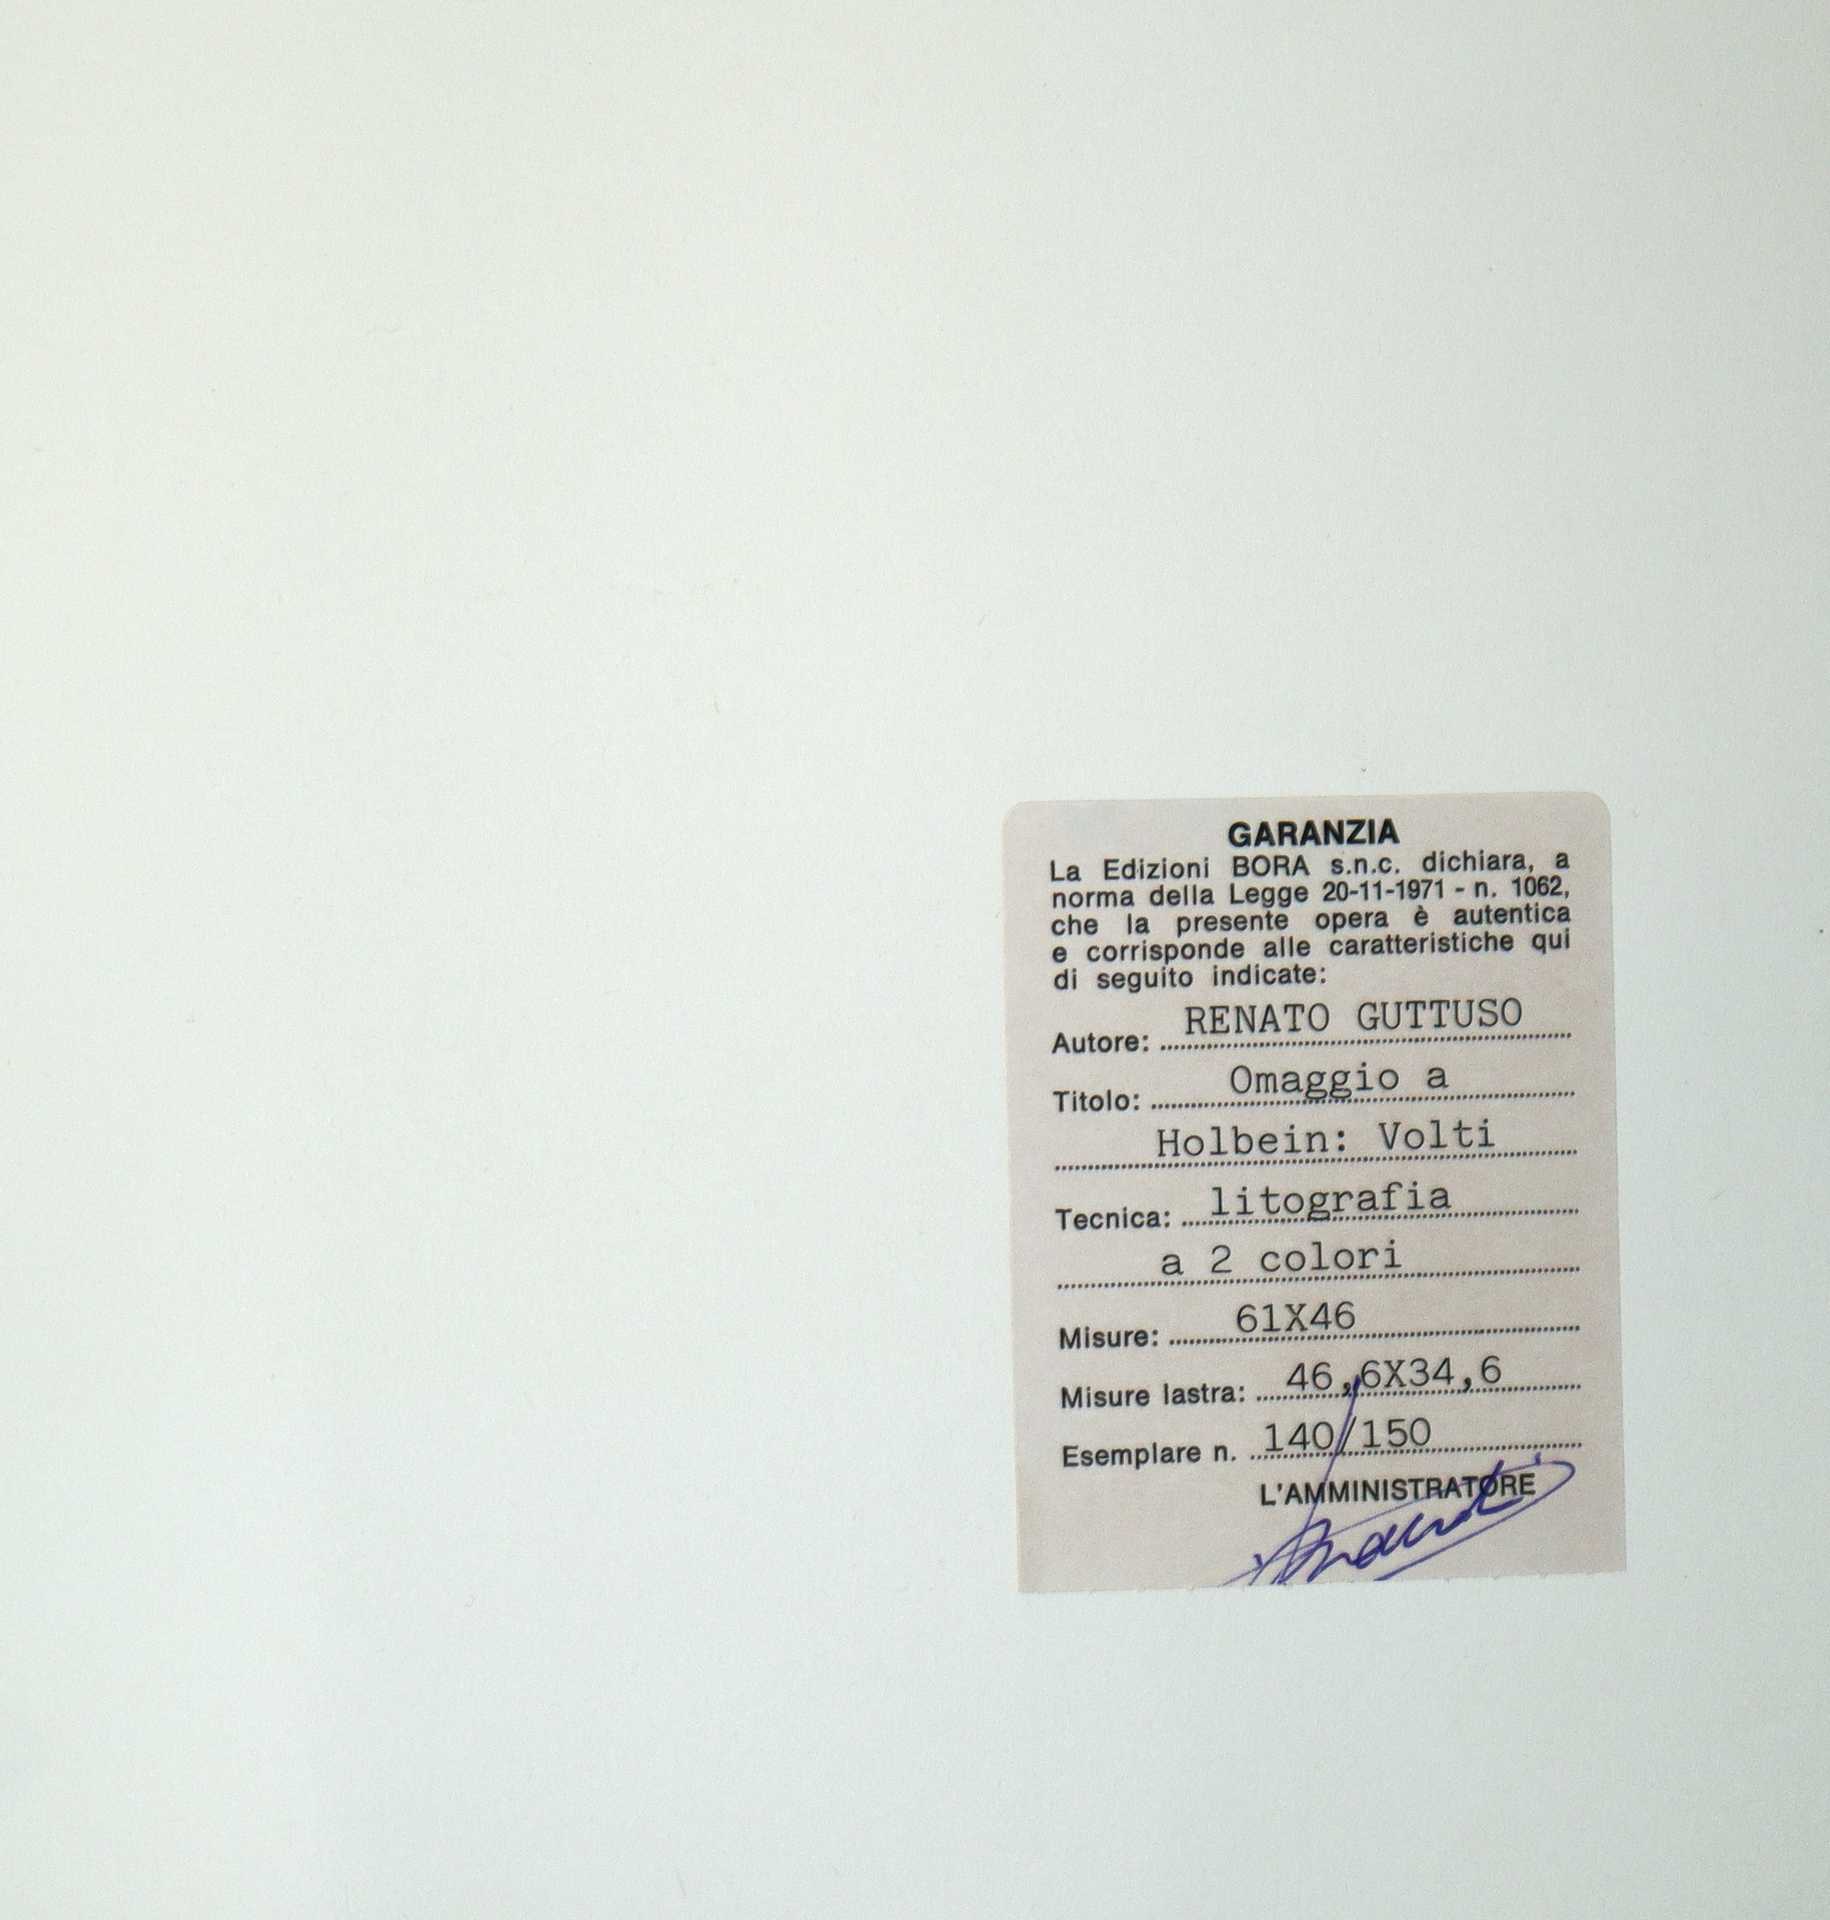 GARANZIA
La Edizioni BORA s.n.c. dichiara, a
norma della Legge 20-11-1971 - n. 1062,
che la presente opera è autentica
e corrisponde alle caratteristiche qui
di seguito indicate:
Autore: RENATO GUTTUSO
Titolo: Omaggio a
Holbein: Volti
Tecnica: litografia
a 2 colori
Misure: 61X46
Misure lastra: 46,6X34,6
Esemplare n. 140/150
L'AMMINISTRATORE